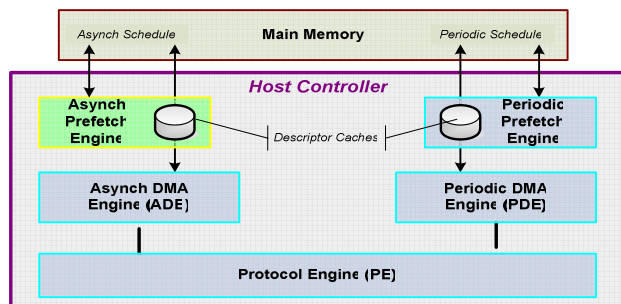 Asynch Schedule
Main Memory
Periodic Schedule
Host Controller
Asynch
Prefetch
Engine
Descriptor Caches
Periodic
Prefetch
Engine
Asynch DMA
Engine (ADE)
Periodic DMA
Engine (PDE)
Protocol Engine (PE)